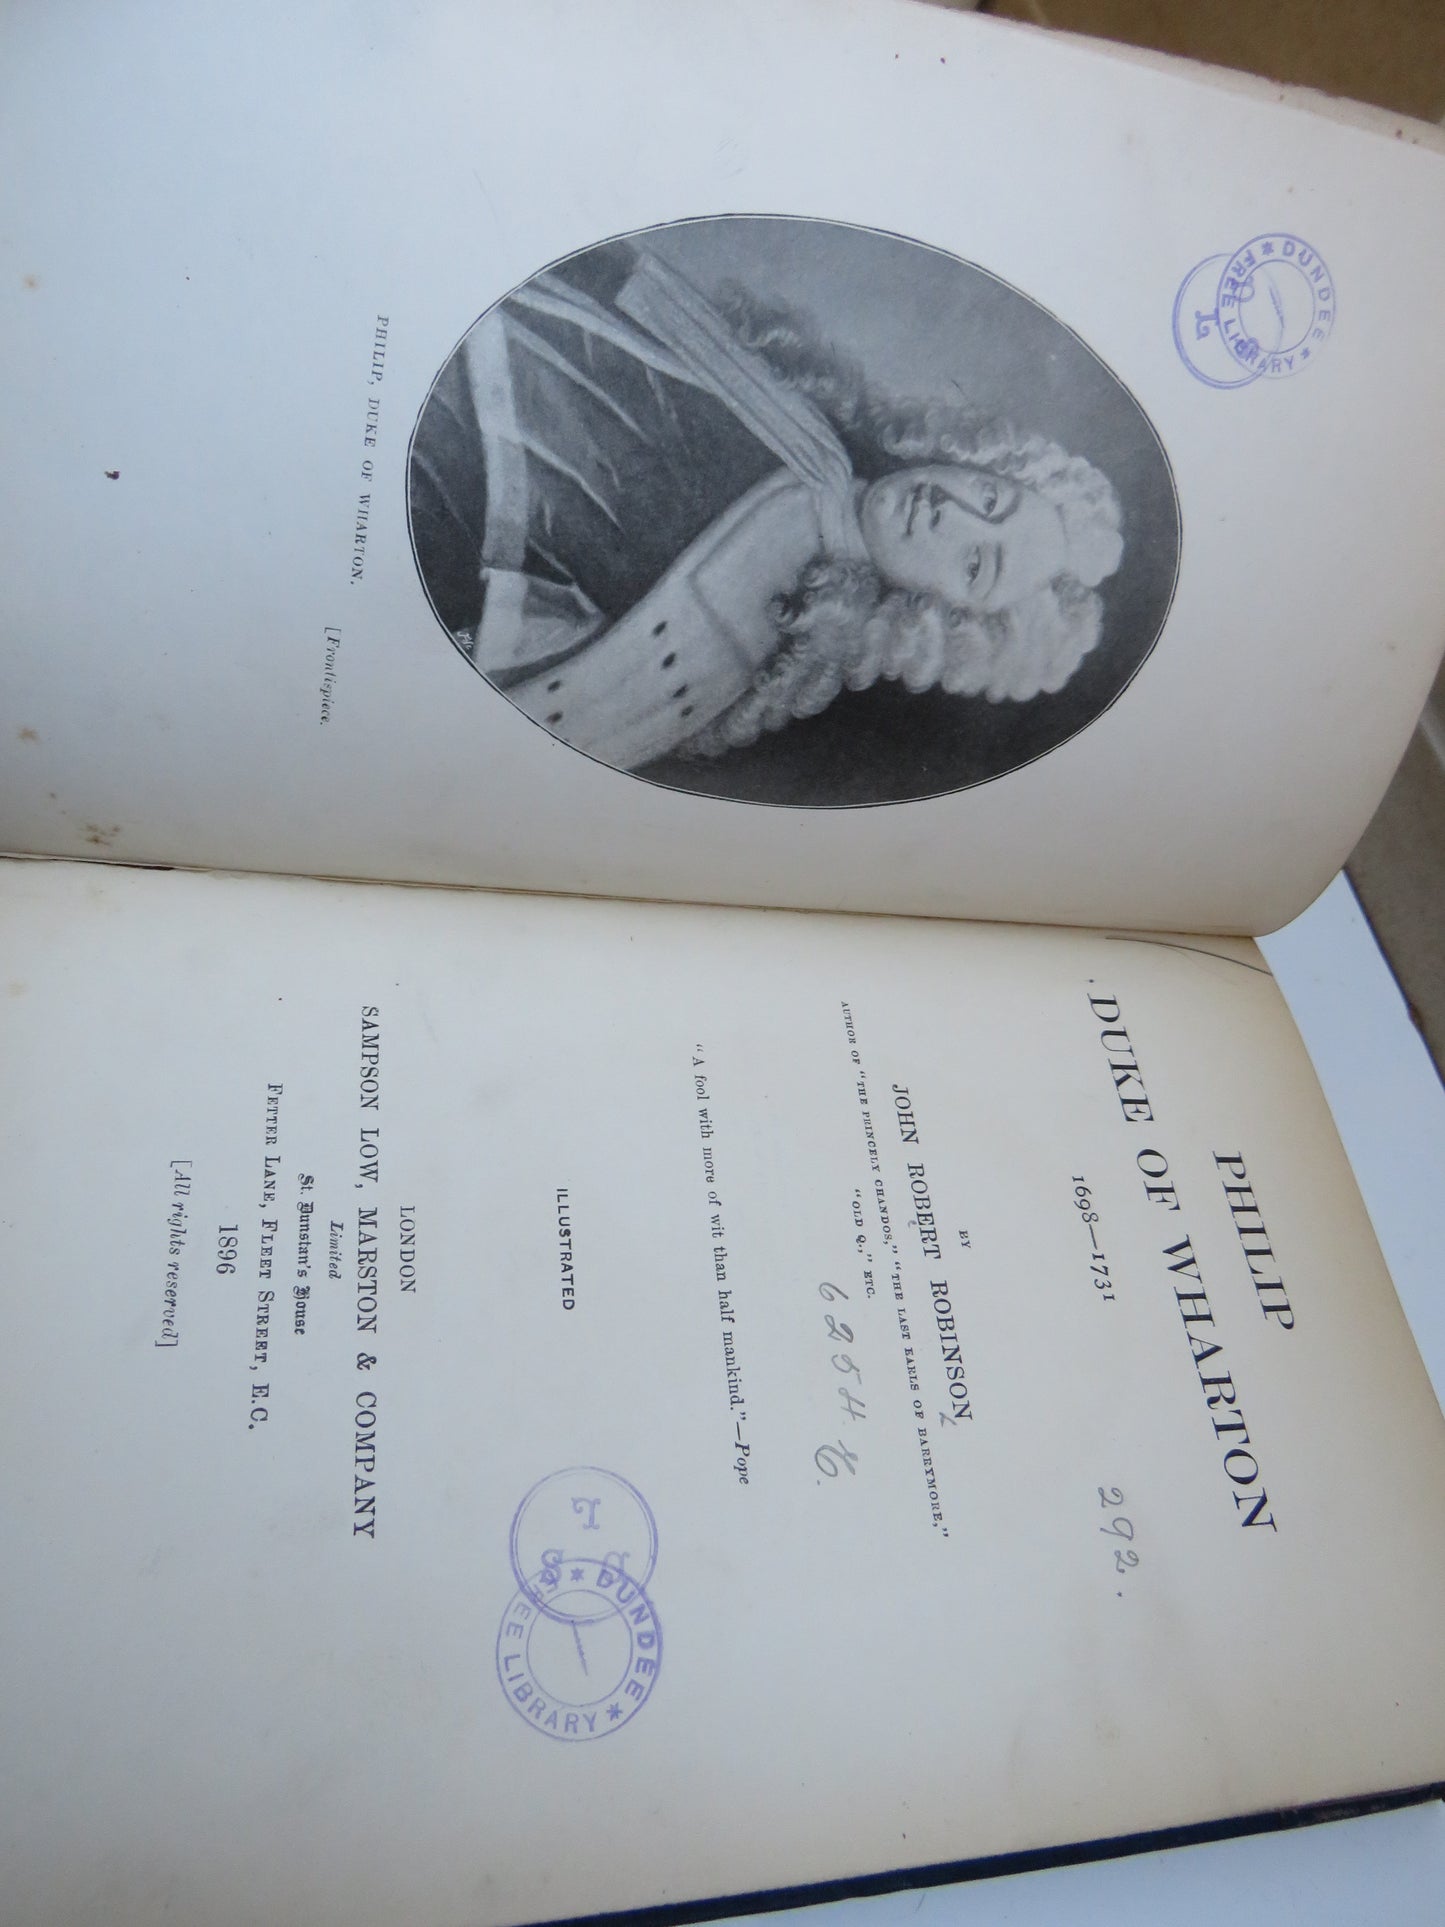 * DUNDEE *
FREE LIBRARY
L
PHILIP, DUKE OF WHARTON.
[Frontispiece.
PHILIP
DUKE OF WHARTON
1698—1731
292.
BY
JOHN ROBERT ROBINSON
AUTHOR OF "THE PRINCELY CHANDOS," "THE LAST EARLS OF BARRYMORE,"
"OLD Q.," ETC.
"A fool with more of wit than half mankind."—Pope
ILLUSTRATED
* DUNDEE *
FREE LIBRARY
L
LONDON
SAMPSON LOW, MARSTON & COMPANY
Limited
St. Dunstan's House
FETTER LANE, FLEET STREET, E.C.
1896
[All rights reserved]